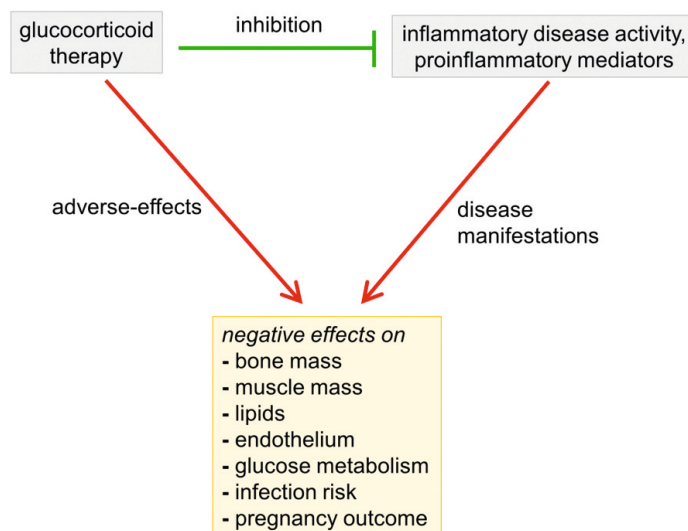 glucocorticoid
therapy
inhibition
inflammatory disease activity,
proinflammatory mediators
adverse-effects
disease
manifestations
negative effects on
- bone mass
- muscle mass
- lipids
- endothelium
- glucose metabolism
- infection risk
- pregnancy outcome